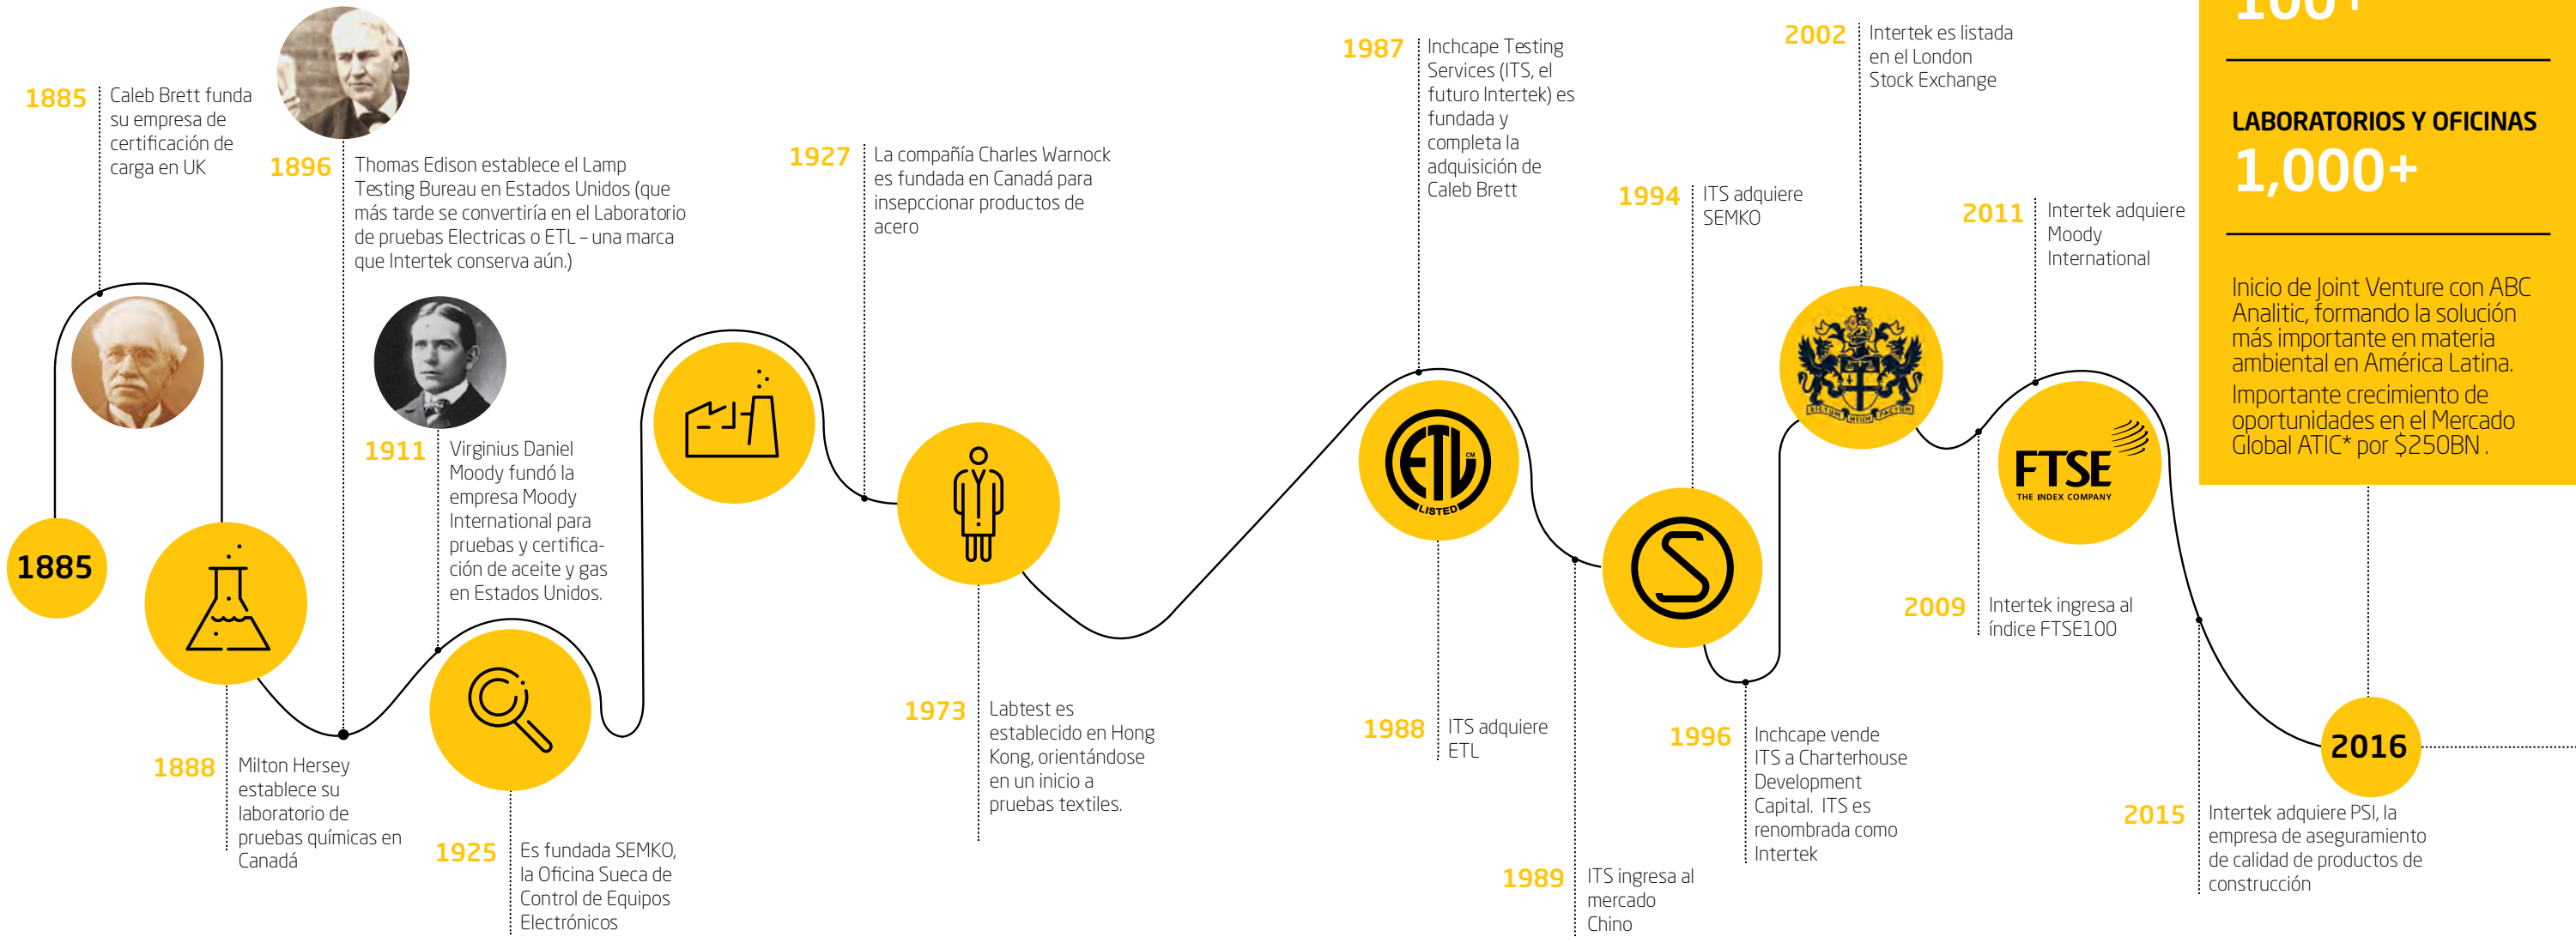 1885
Caleb Brett funda
su empresa de
certificación de
carga en UK
1885
1888
Milton Hersey
establece su
laboratorio de
pruebas químicas en
Canadá
1896
Thomas Edison establece el Lamp
Testing Bureau en Estados Unidos (que
más tarde se convertiría en el Laboratorio
de pruebas Electricas o ETL – una marca
que Intertek conserva aún.)
1911
Virginius Daniel
Moody fundó la
empresa Moody
International para
pruebas y certifica-
ción de aceite y gas
en Estados Unidos.
1925
Es fundada SEMKO,
la Oficina Sueca de
Control de Equipos
Electrónicos
1927
La compañía Charles Warnock
es fundada en Canadá para
insepccionar productos de
acero
1973
Labtest es
establecido en Hong
Kong, orientándose
en un inicio a
pruebas textiles.
1987
Inchcape Testing
Services (ITS, el
futuro Intertek) es
fundada y
completa la
adquisición de
Caleb Brett
ETL
CM
LISTED
1988
ITS adquiere
ETL
1989
ITS ingresa al
mercado
Chino
1994
ITS adquiere
SEMKO
S
1996
Inchcape vende
ITS a Charterhouse
Development
Capital. ITS es
renombrada como
Intertek
2002
Intertek es listada
en el London
Stock Exchange
DICTUM MEUM PACTUM
2009
Intertek ingresa al
índice FTSE100
2011
Intertek adquiere
Moody
International
FTSE
THE INDEX COMPANY
2015
Intertek adquiere PSI, la
empresa de aseguramiento
de calidad de productos de
construcción
100+
LABORATORIOS Y OFICINAS
1,000+
Inicio de Joint Venture con ABC
Analitic, formando la solución
más importante en materia
ambiental en América Latina.
Importante crecimiento de
oportunidades en el Mercado
Global ATIC* por $250BN .
2016